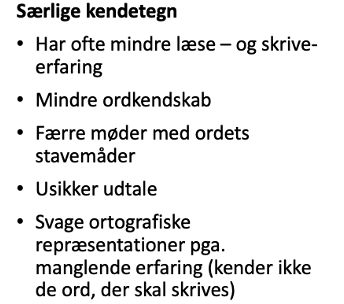 Særlige kendetegn
• Har ofte mindre læse – og skrive-
erfaring
• Mindre ordkendskab
• Færre møder med ordets
stavemåder
• Usikker udtale
• Svage ortografiske
repræsentationer pga.
manglende erfaring (kender ikke
de ord, der skal skrives)